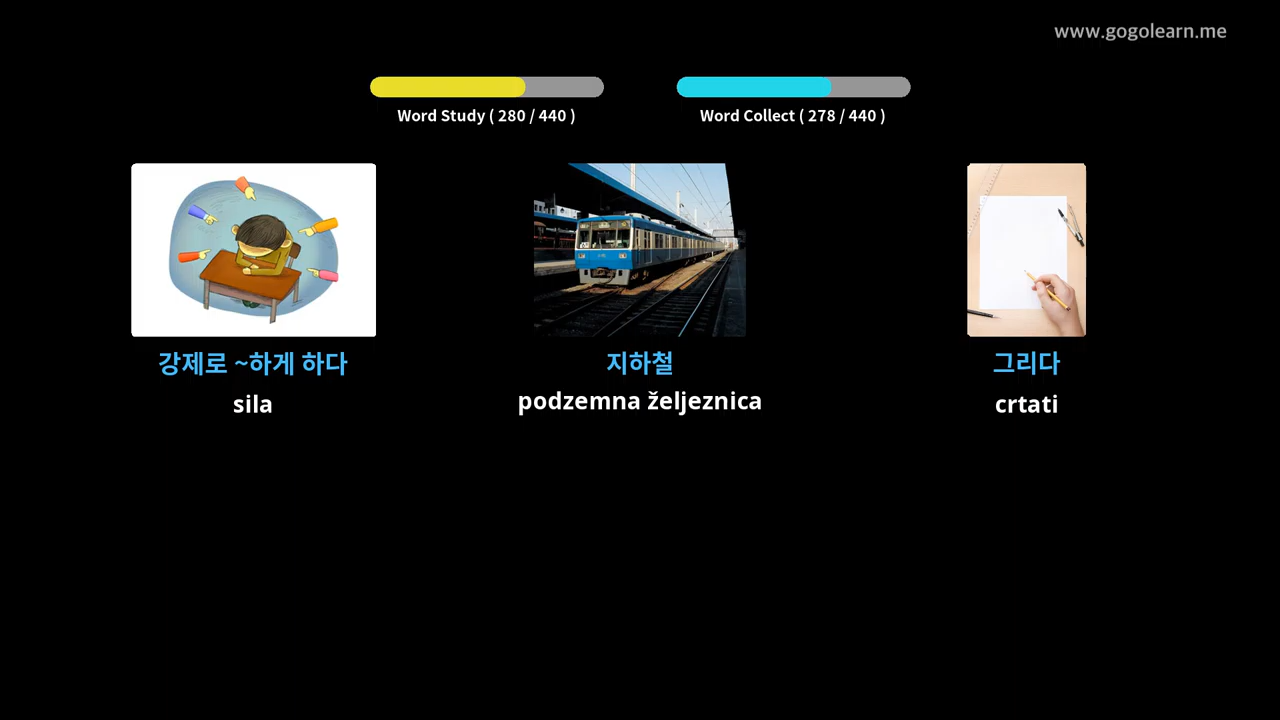 www.gogolearn.me
Word Study ( 280 / 440 )
Word Collect ( 278 / 440 )
강제로 ~하게 하다
지하철
그리다
sila
podzemna željeznica
crtati